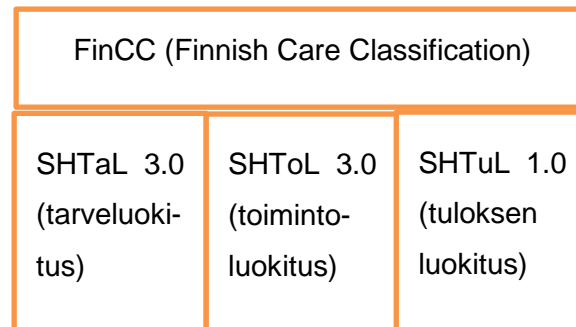 FinCC (Finnish Care Classification)
SHTaL 3.0
(tarveluoki-
tus)
SHToL 3.0
(toiminto-
luokitus)
SHTuL 1.0
(tuloksen
luokitus)